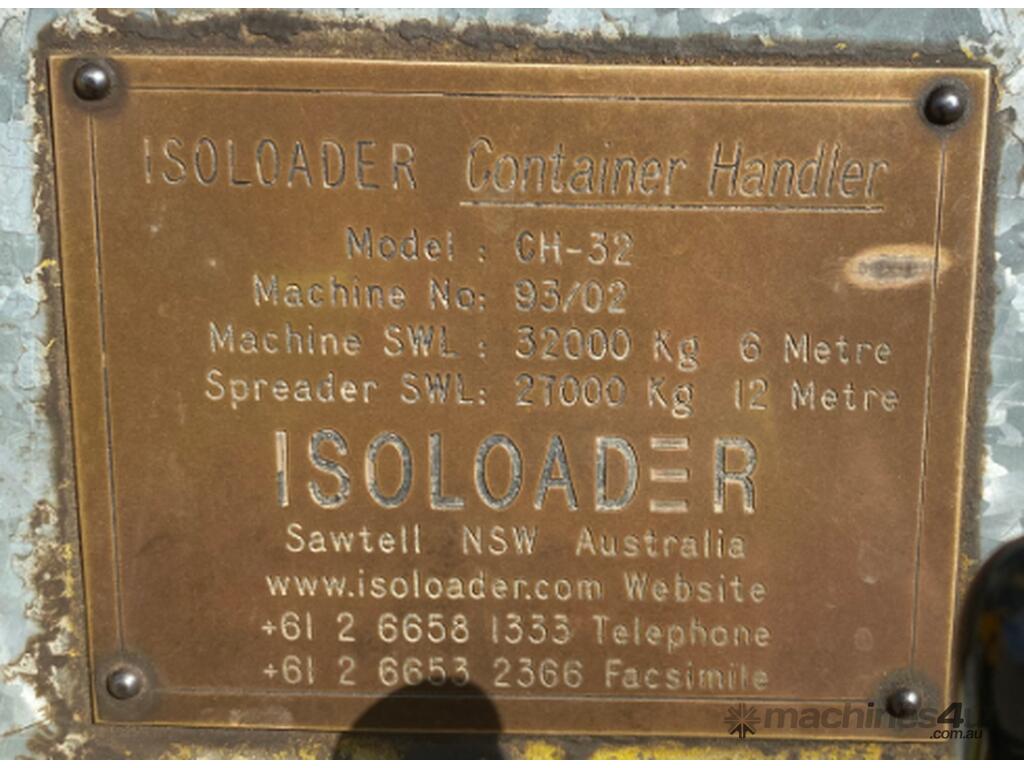 ISOLOADER Container Handler
Model : CH-32
Machine No: 93/02
Machine SWL : 32000 Kg 6 Metre
Spreader SWL: 27000 Kg 12 Metre
ISOLOADER
Sawtell NSW Australia
www.isoloader.com Website
+61 2 6658 1333 Telephone
+61 2 6653 2366 Facsimile
machines4u
.com.au